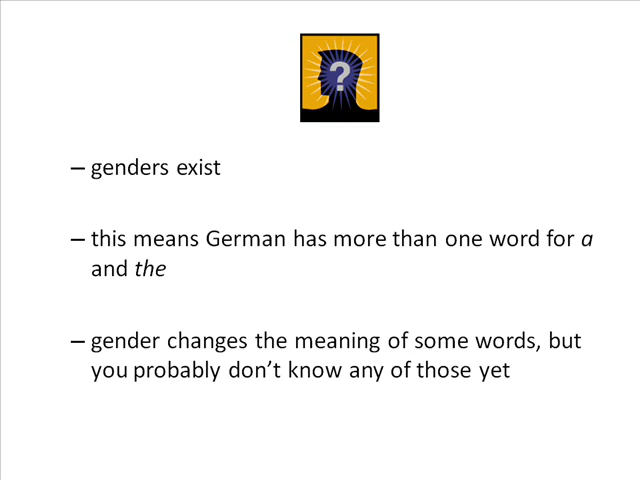 ?
– genders exist
– this means German has more than one word for a
and the
– gender changes the meaning of some words, but
you probably don’t know any of those yet